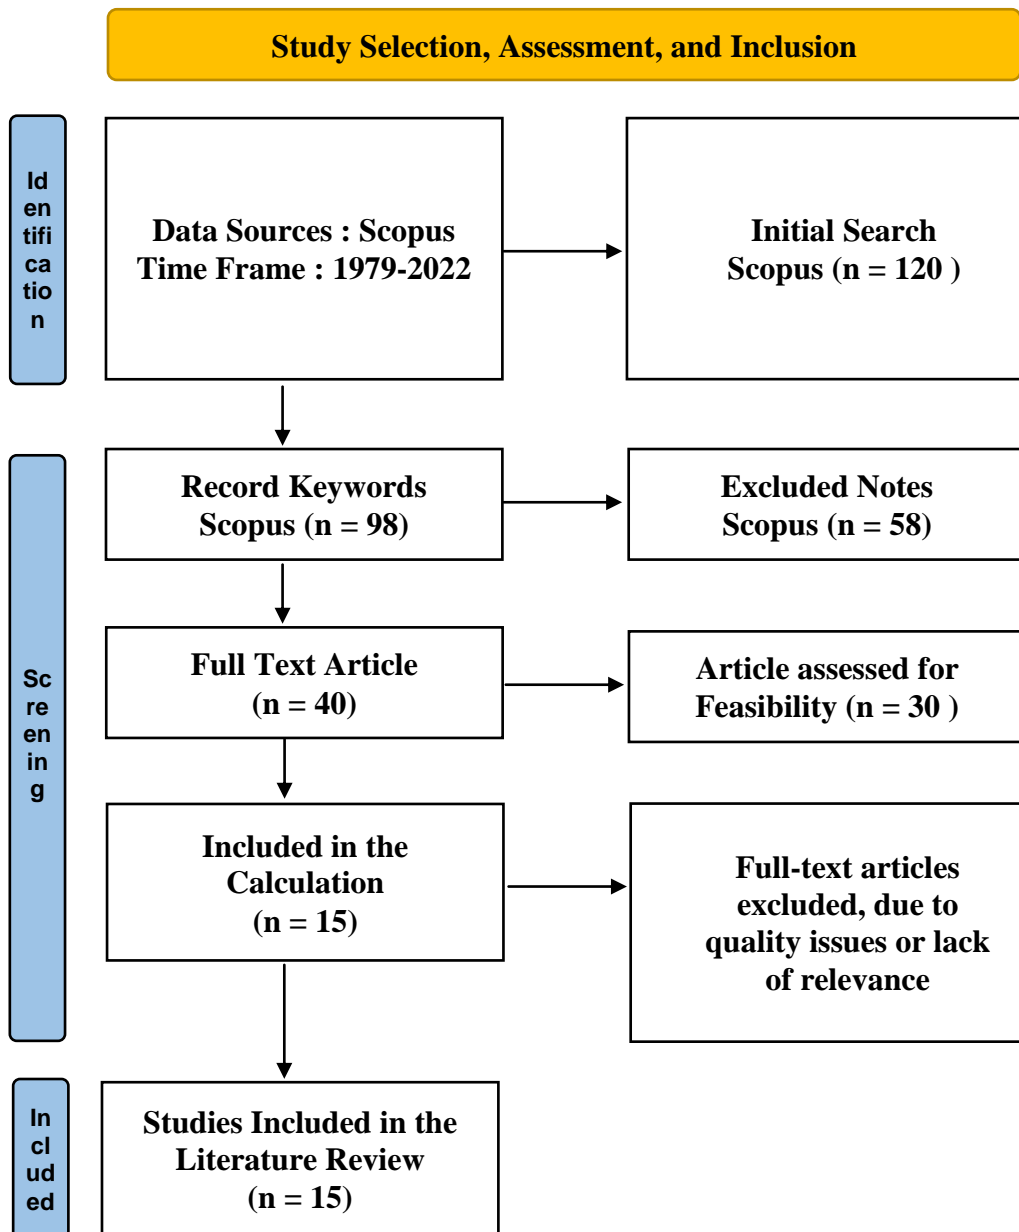 Study Selection, Assessment, and Inclusion
Id
en
tifi
ca
tio
n
Data Sources : Scopus
Time Frame : 1979-2022
Initial Search
Scopus (n = 120 )
Sc
re
en
in
g
Record Keywords
Scopus (n = 98)
Excluded Notes
Scopus (n = 58)
Full Text Article
(n = 40)
Article assessed for
Feasibility (n = 30 )
Included in the
Calculation
(n = 15)
Full-text articles
excluded, due to
quality issues or lack
of relevance
In
cl
ud
ed
Studies Included in the
Literature Review
(n = 15)